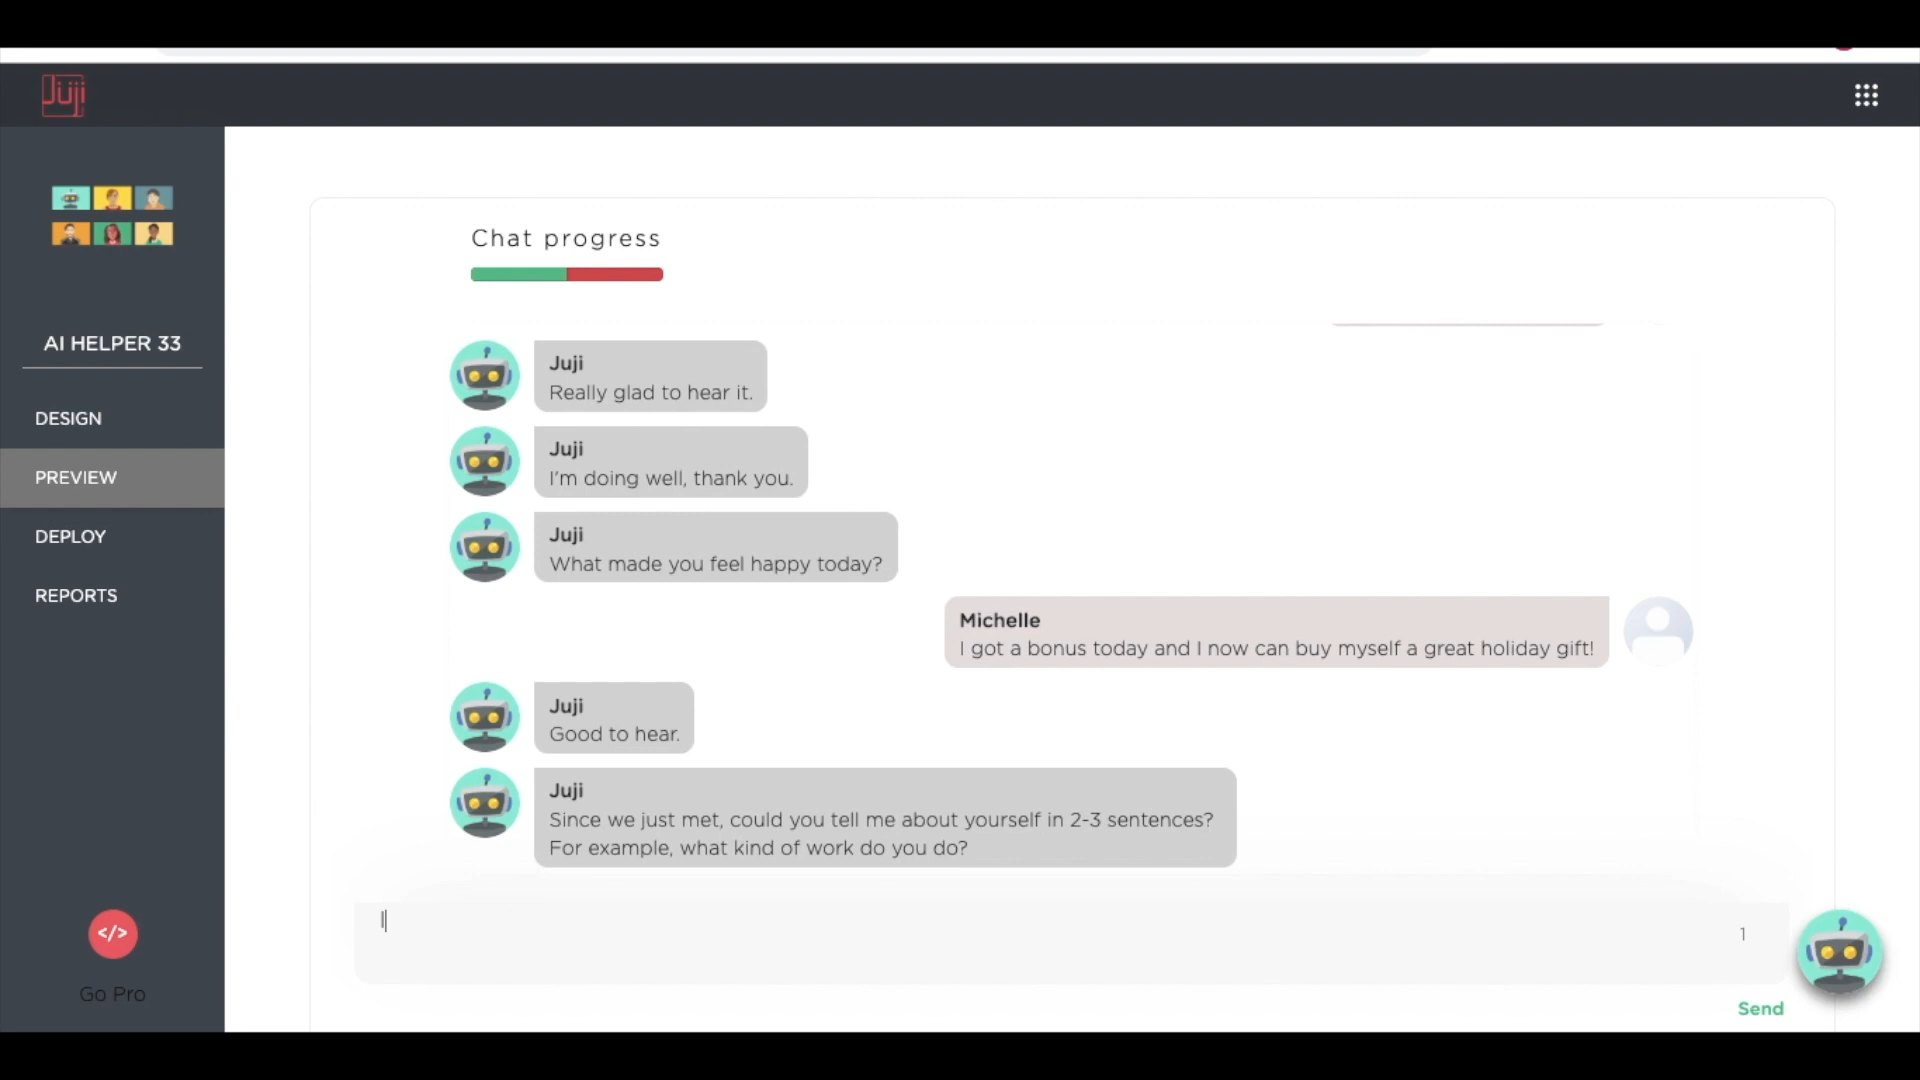 Juji
AI HELPER 33
DESIGN
PREVIEW
DEPLOY
REPORTS
</>
Go Pro
Chat progress
Juji
Really glad to hear it.
Juji
I'm doing well, thank you.
Juji
What made you feel happy today?
Michelle
I got a bonus today and I now can buy myself a great holiday gift!
Juji
Good to hear.
Juji
Since we just met, could you tell me about yourself in 2-3 sentences?
For example, what kind of work do you do?
I
1
Send